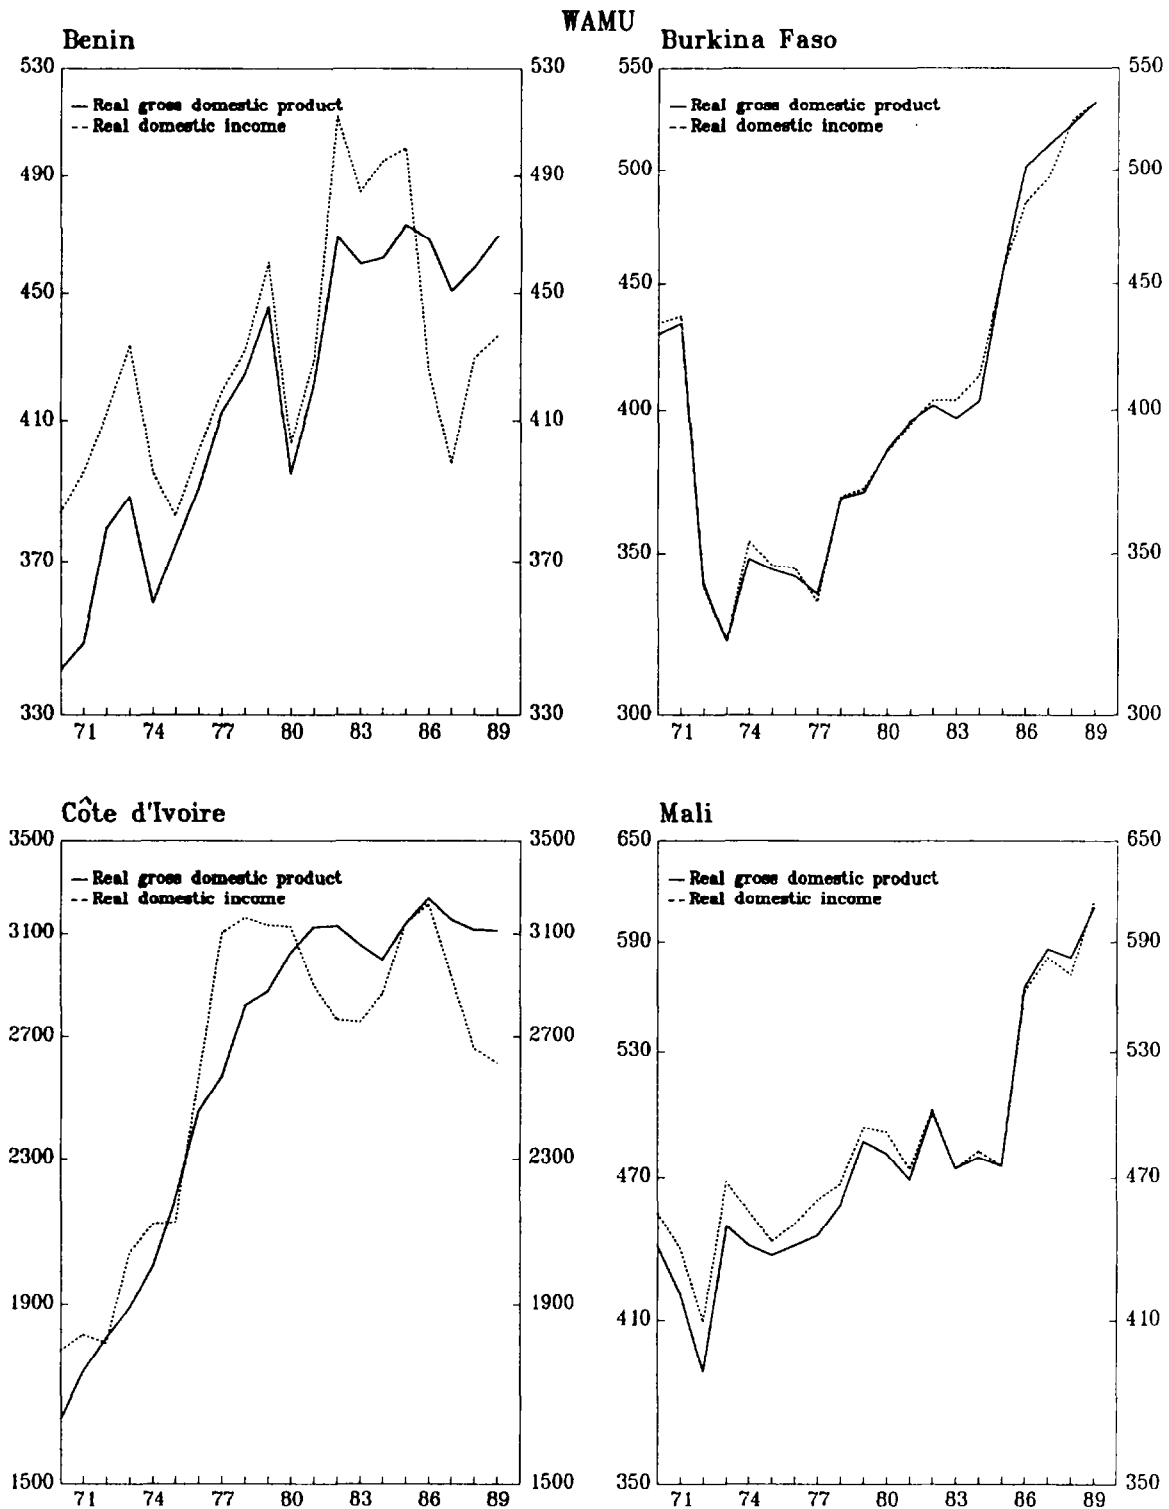 WAMU
Benin
530 530
— Real gross domestic product
--- Real domestic income
490 490
450 450
410 410
370 370
330 330
71 74 77 80 83 86 89
Burkina Faso
550 550
— Real gross domestic product
--- Real domestic income
500 500
450 450
400 400
350 350
300 300
71 74 77 80 83 86 89
Côte d'Ivoire
3500 3500
— Real gross domestic product
--- Real domestic income
3100 3100
2700 2700
2300 2300
1900 1900
1500 1500
71 74 77 80 83 86 89
Mali
650 650
— Real gross domestic product
--- Real domestic income
590 590
530 530
470 470
410 410
350 350
71 74 77 80 83 86 89